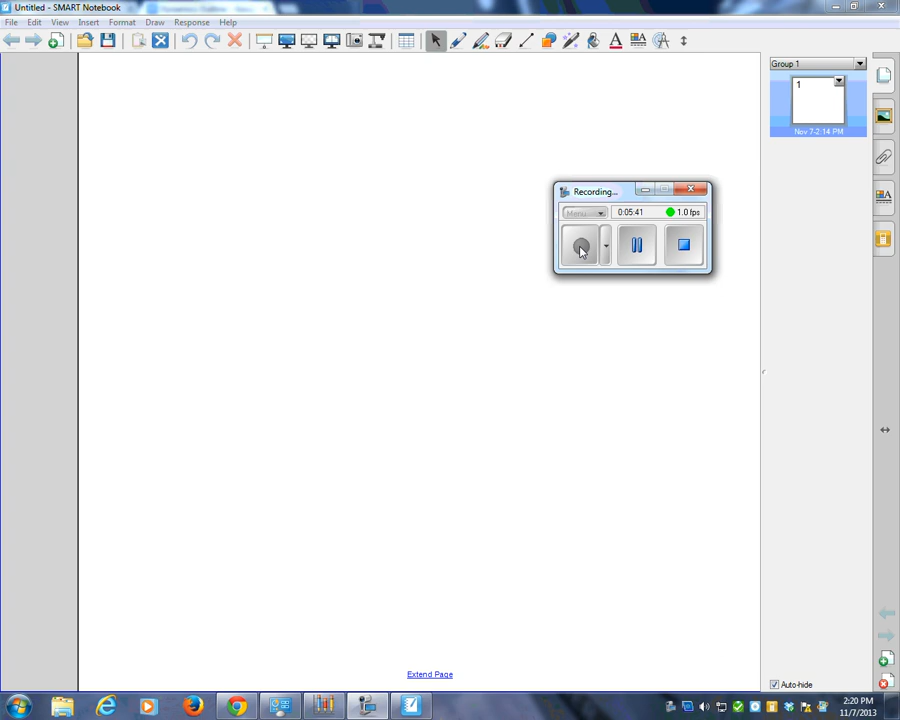 Untitled - SMART Notebook
File Edit View Insert Format Draw Response Help
Group 1
1
Nov 7-2:14 PM
Recording...
Menu
0:05:41
1.0 fps
Extend Page
Auto-hide
2:20 PM
11/7/2013